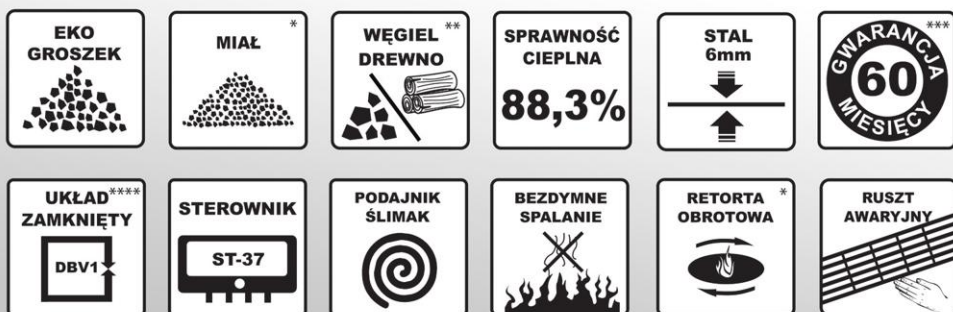 EKO
GROSZEK
MIAŁ *
WĘGIEL **
DREWNO
SPRAWNOŚĆ
CIEPLNA
88,3%
STAL
6mm
***
GWARANCJA
60
MIESIĘCY
UKŁAD ****
ZAMKNIĘTY
DBV1
STEROWNIK
ST-37
PODAJNIK
ŚLIMAK
BEZDYMNE
SPALANIE
RETORTA *
OBROTOWA
RUSZT
AWARYJNY